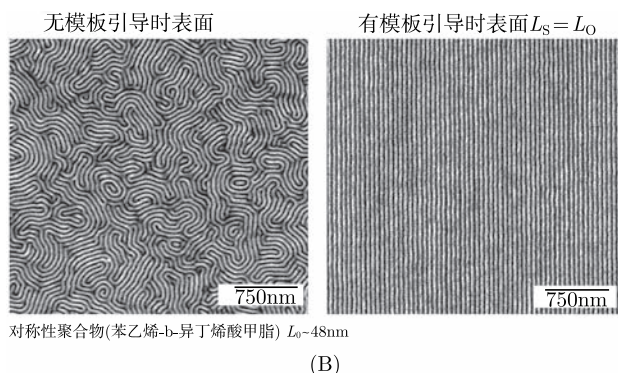 无模板引导时表面
有模板引导时表面L_S=L_O
750nm
750nm
对称性聚合物(苯乙烯-b-异丁烯酸甲脂) L_0~48nm
(B)